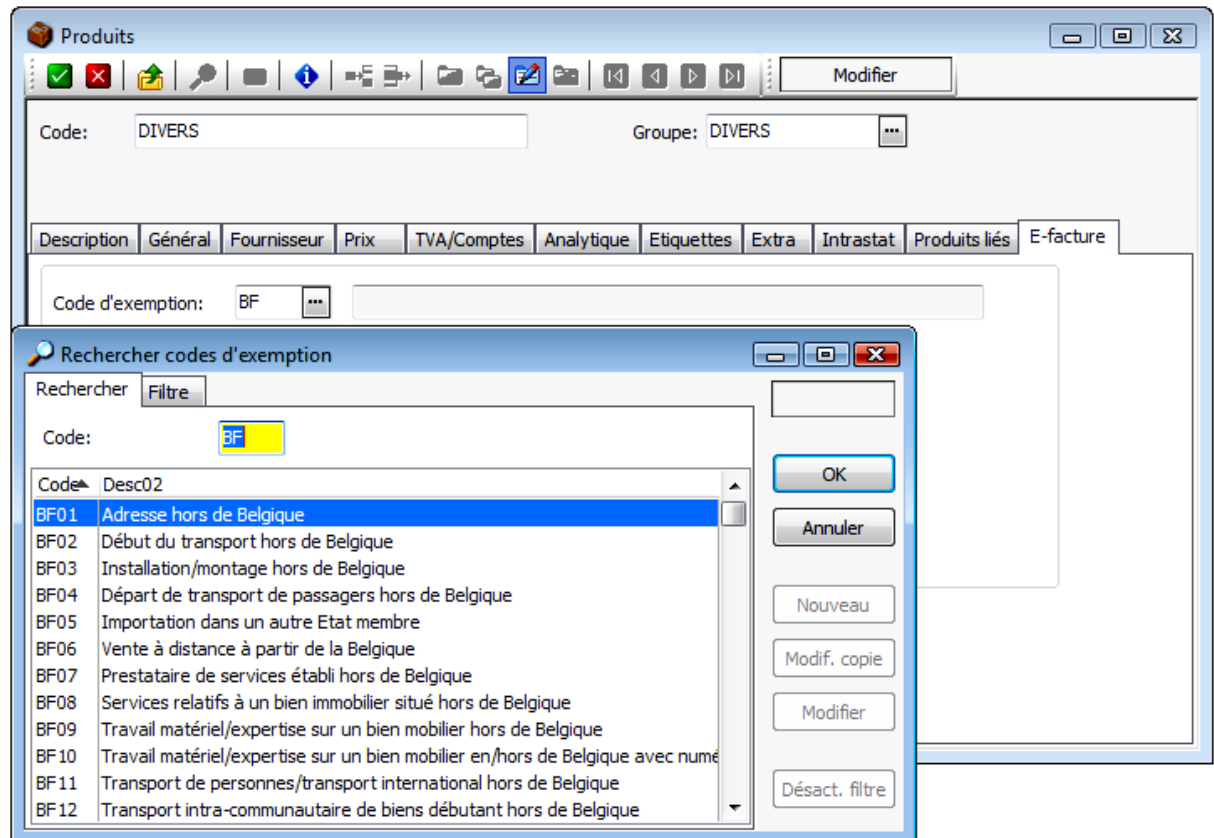 Produits
Modifier
Code: DIVERS Groupe: DIVERS ...
Description Général Fournisseur Prix TVA/Comptes Analytique Etiquettes Extra Intrastat Produits liés E-facture
Code d'exemption: BF ...
Rechercher codes d'exemption
Rechercher Filtre
Code: BF
Code Desc02
OK
BF01 Adresse hors de Belgique
Annuler
BF02 Début du transport hors de Belgique
BF03 Installation/montage hors de Belgique
BF04 Départ de transport de passagers hors de Belgique
Nouveau
BF05 Importation dans un autre Etat membre
BF06 Vente à distance à partir de la Belgique
Modif. copie
BF07 Prestataire de services établi hors de Belgique
BF08 Services relatifs à un bien immobilier situé hors de Belgique
Modifier
BF09 Travail matériel/expertise sur un bien mobilier hors de Belgique
BF10 Travail matériel/expertise sur un bien mobilier en/hors de Belgique avec numé
BF11 Transport de personnes/transport international hors de Belgique
Désact. filtre
BF12 Transport intra-communautaire de biens débutant hors de Belgique